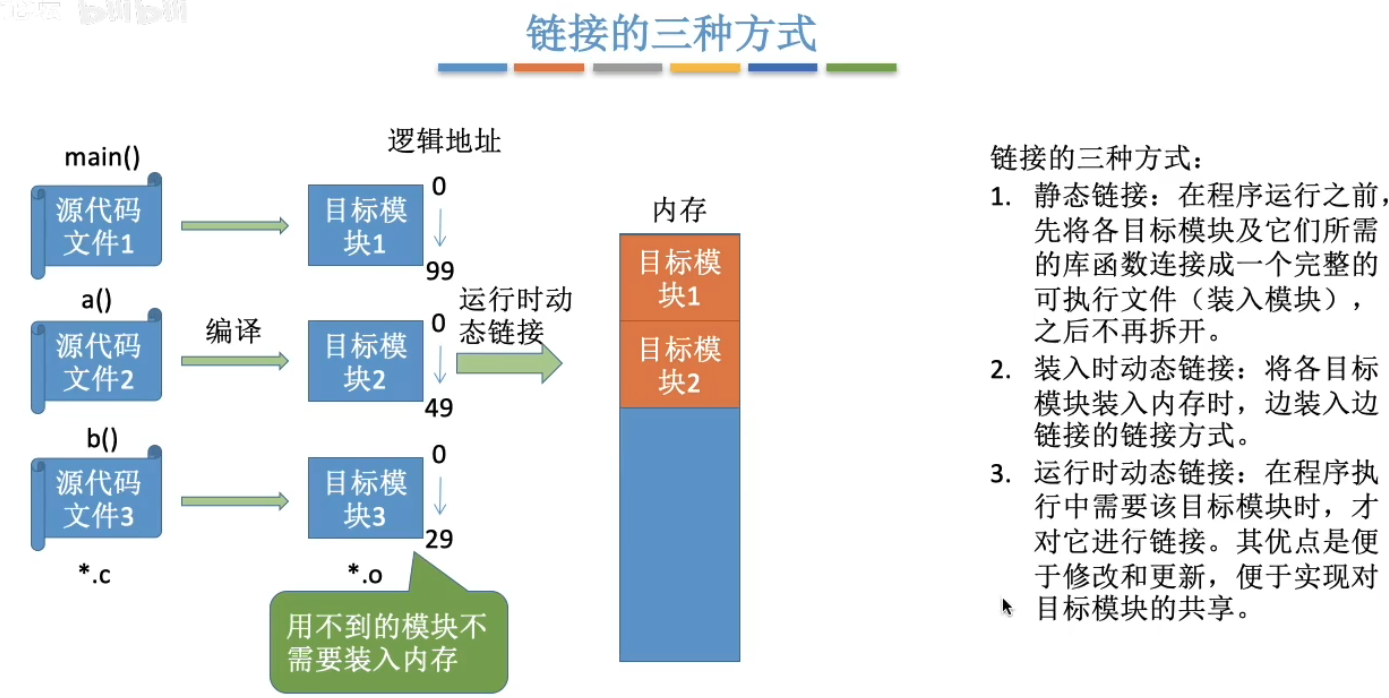 链接的三种方式
逻辑地址
main()
源代码
文件1
目标模
块1
0
99
a()
源代码
文件2
编译
目标模
块2
0
49
运行时动
态链接
b()
源代码
文件3
目标模
块3
0
29
*.c
*.o
用不到的模块不
需要装入内存
内存
目标模
块1
目标模
块2
链接的三种方式：
1. 静态链接：在程序运行之前，
先将各目标模块及它们所需
的库函数连接成一个完整的
可执行文件（装入模块），
之后不再拆开。
2. 装入时动态链接：将各目标
模块装入内存时，边装入边
链接的链接方式。
3. 运行时动态链接：在程序执
行中需要该目标模块时，才
对它进行链接。其优点是便
于修改和更新，便于实现对
目标模块的共享。